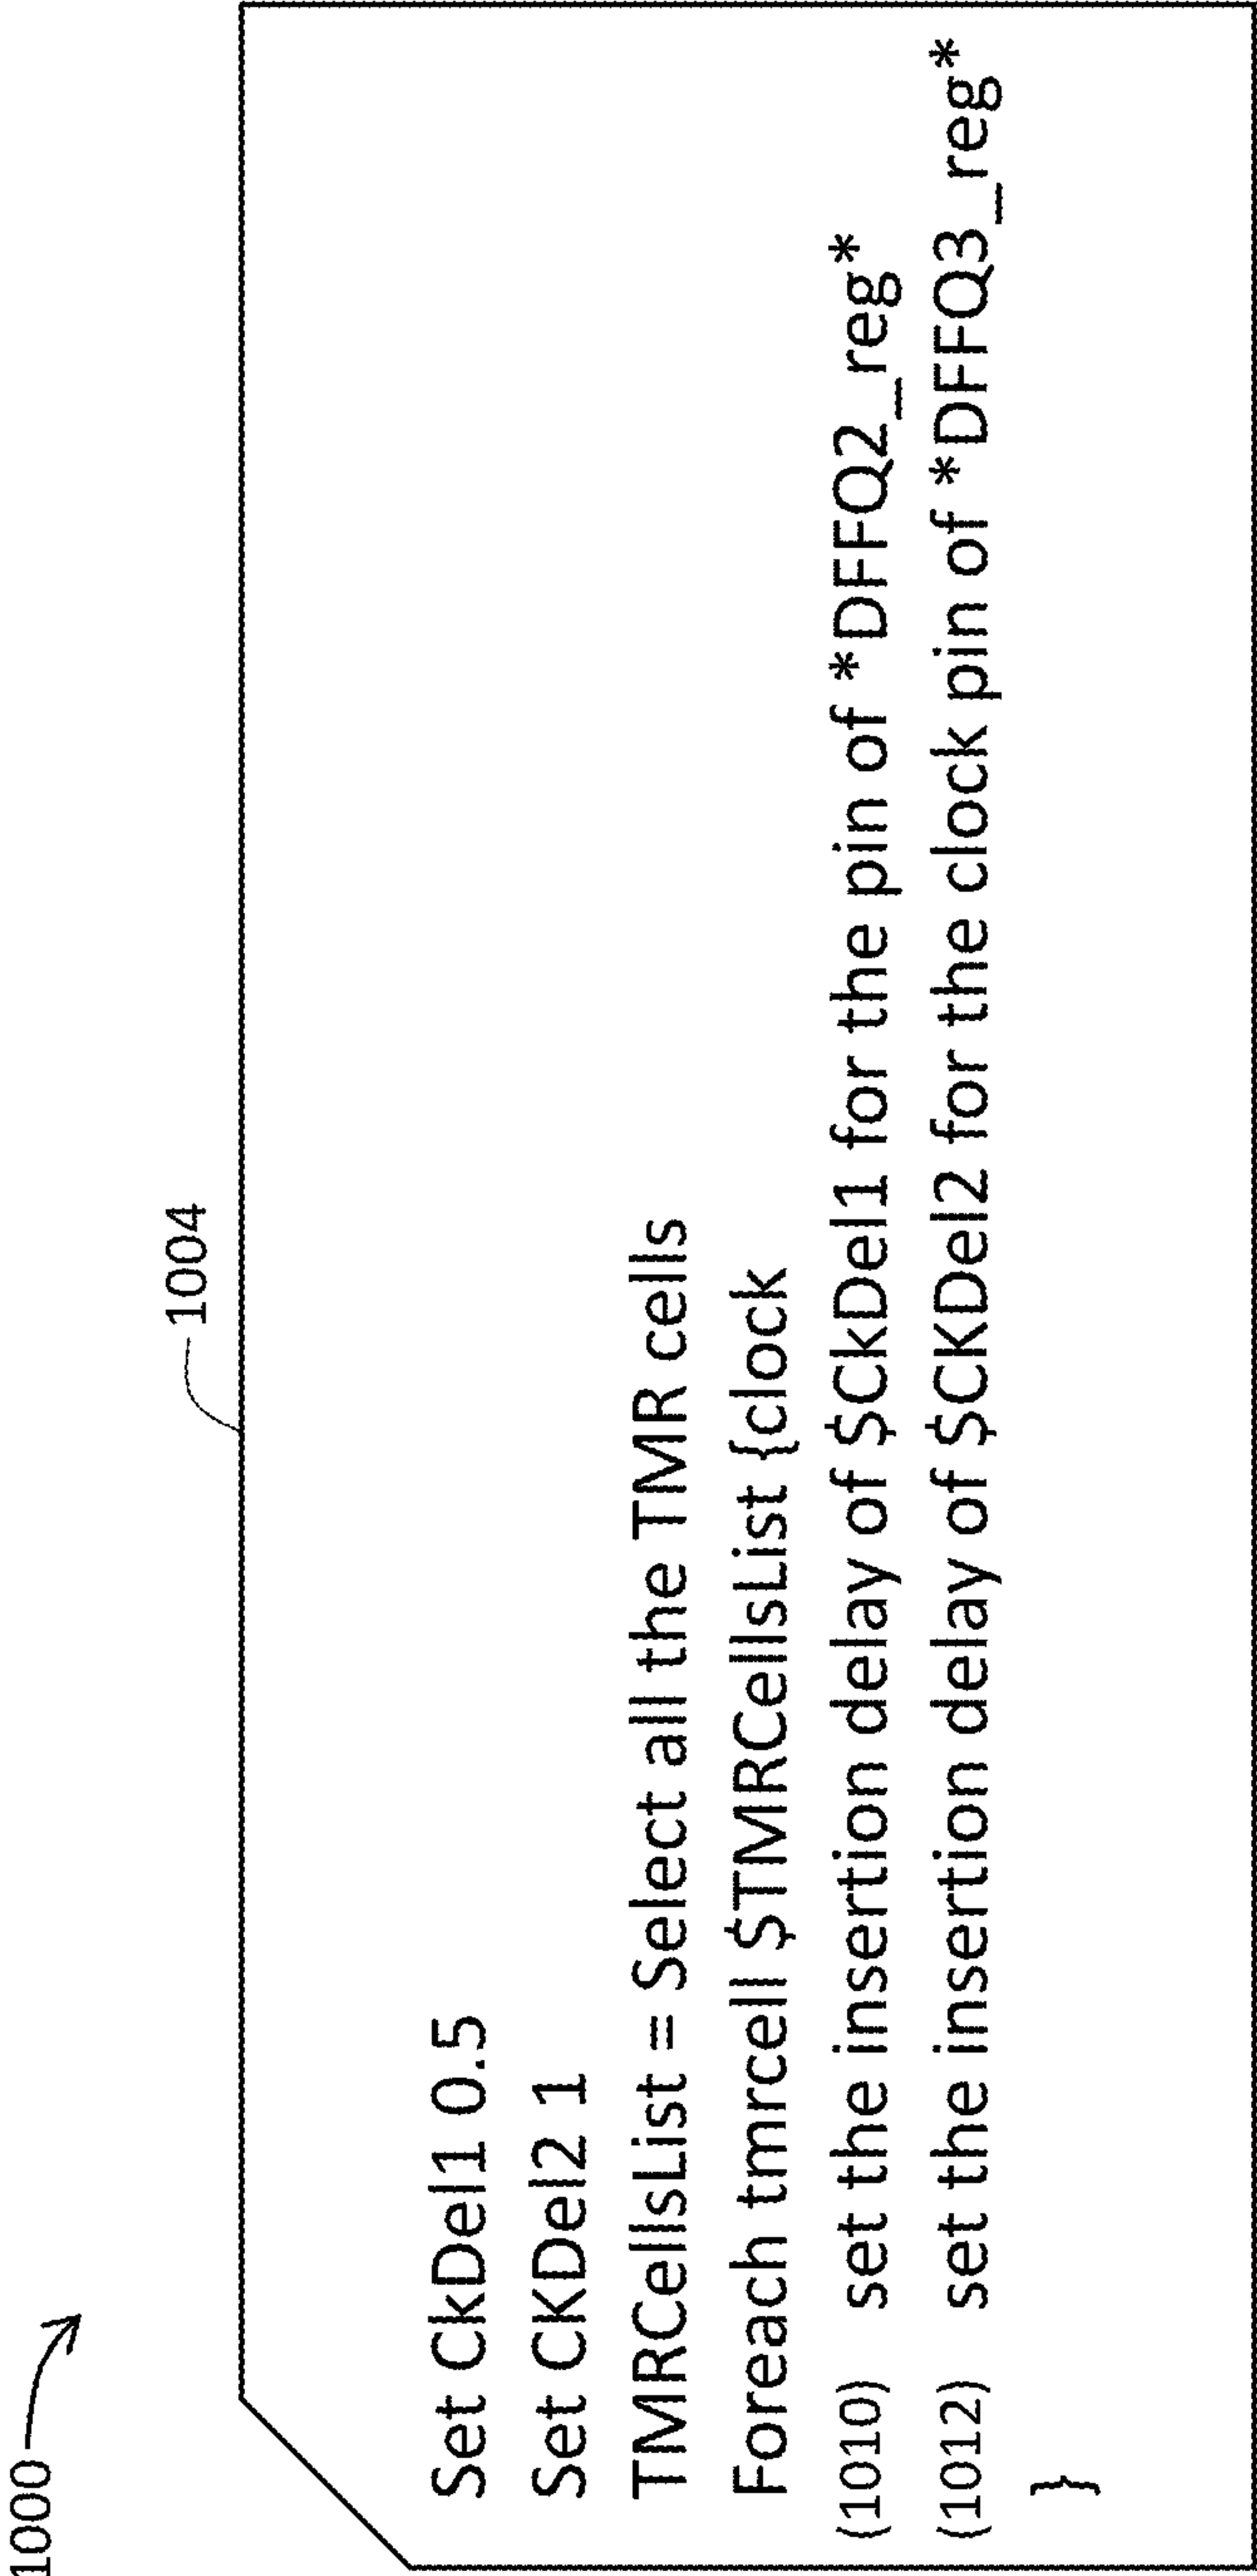 1000
1004
Set CkDel1 0.5
Set CKDel2 1
TMRCellsList = Select all the TMR cells
Foreach tmrcell $TMRCellsList {clock
(1010) set the insertion delay of $CkDel1 for the pin of *DFFQ2_reg*
(1012) set the insertion delay of $CKDel2 for the clock pin of *DFFQ3_reg*
}